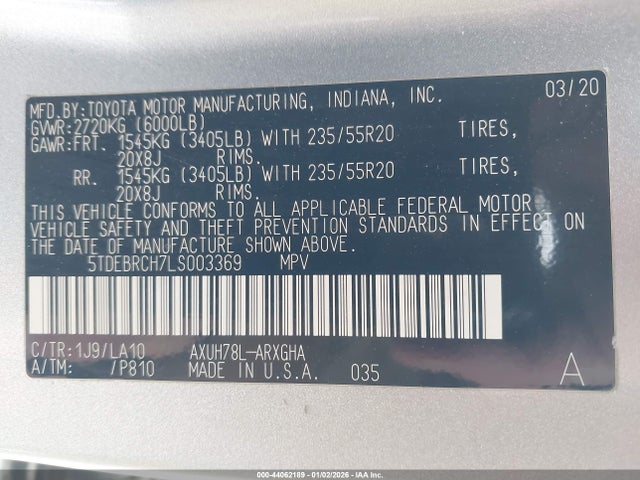 MFD.BY:TOYOTA MOTOR MANUFACTURING, INDIANA, INC. 03/20
GVWR:2720KG (6000LB)
GAWR:FRT. 1545KG (3405LB) WITH 235/55R20 TIRES,
20X8J RIMS.
RR. 1545KG (3405LB) WITH 235/55R20 TIRES,
20X8J RIMS.
THIS VEHICLE CONFORMS TO ALL APPLICABLE FEDERAL MOTOR
VEHICLE SAFETY AND THEFT PREVENTION STANDARDS IN EFFECT ON
THE DATE OF MANUFACTURE SHOWN ABOVE.
5TDEBRCH7LS003369 MPV
C/TR:1J9/LA10 AXUH78L-ARXGHA
A/TM: /P810 MADE IN U.S.A. 035 A
000-44062189 - 01/02/2026 - IAA Inc.